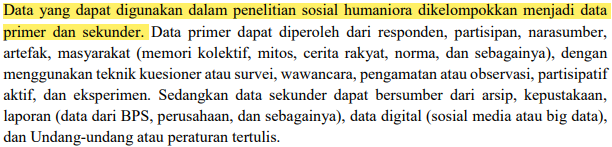 Data yang dapat digunakan dalam penelitian sosial humaniora dikelompokkan menjadi data
primer dan sekunder. Data primer dapat diperoleh dari responden, partisipan, narasumber,
artefak, masyarakat (memori kolektif, mitos, cerita rakyat, norma, dan sebagainya), dengan
menggunakan teknik kuesioner atau survei, wawancara, pengamatan atau observasi, partisipatif
aktif, dan eksperimen. Sedangkan data sekunder dapat bersumber dari arsip, kepustakaan,
laporan (data dari BPS, perusahaan, dan sebagainya), data digital (sosial media atau big data),
dan Undang-undang atau peraturan tertulis.